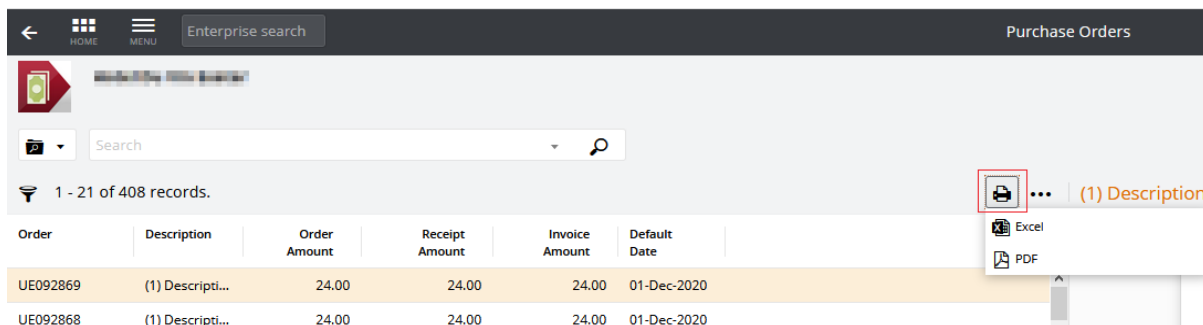 HOME MENU Enterprise search Purchase Orders
Search
1 - 21 of 408 records. (1) Description
Excel
PDF
Order Description Order Amount Receipt Amount Invoice Amount Default Date
UE092869 (1) Descripti... 24.00 24.00 24.00 01-Dec-2020
UE092868 (1) Descripti... 24.00 24.00 24.00 01-Dec-2020